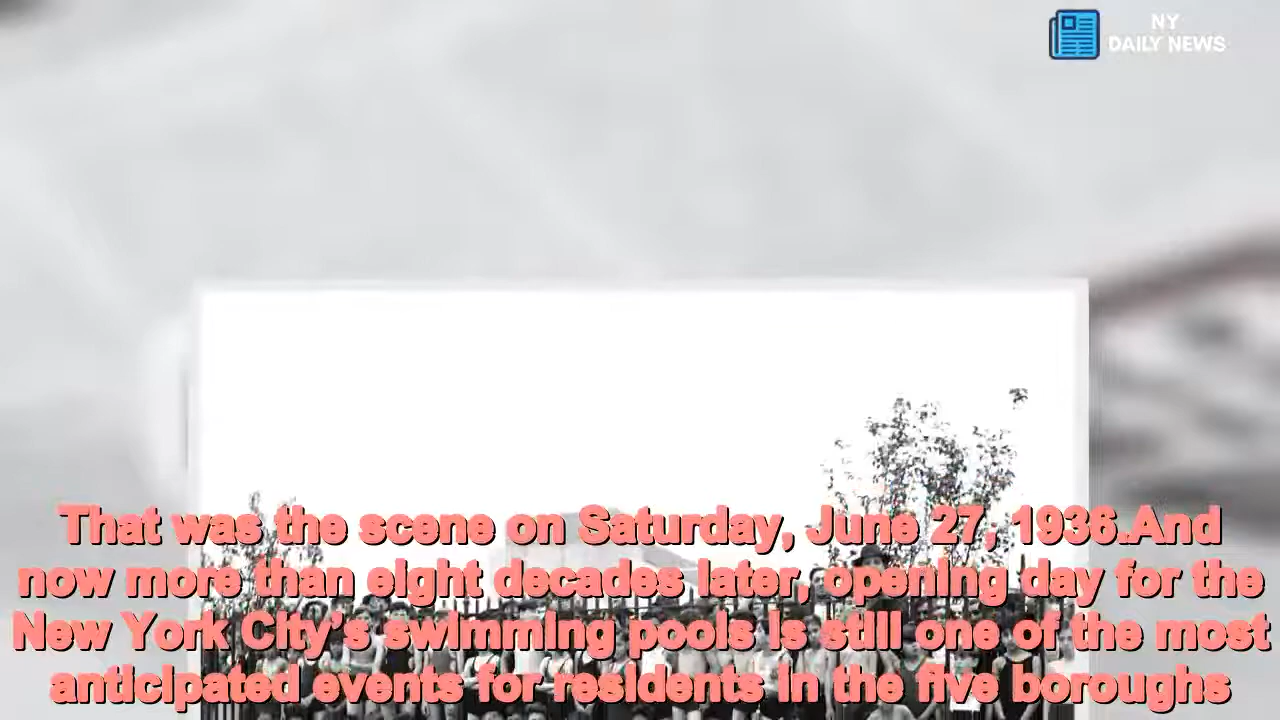 NY
DAILY NEWS
That was the scene on Saturday, June 27, 1936.And
now more than eight decades later, opening day for the
New York City's swimming pools is still one of the most
anticipated events for residents in the five boroughs